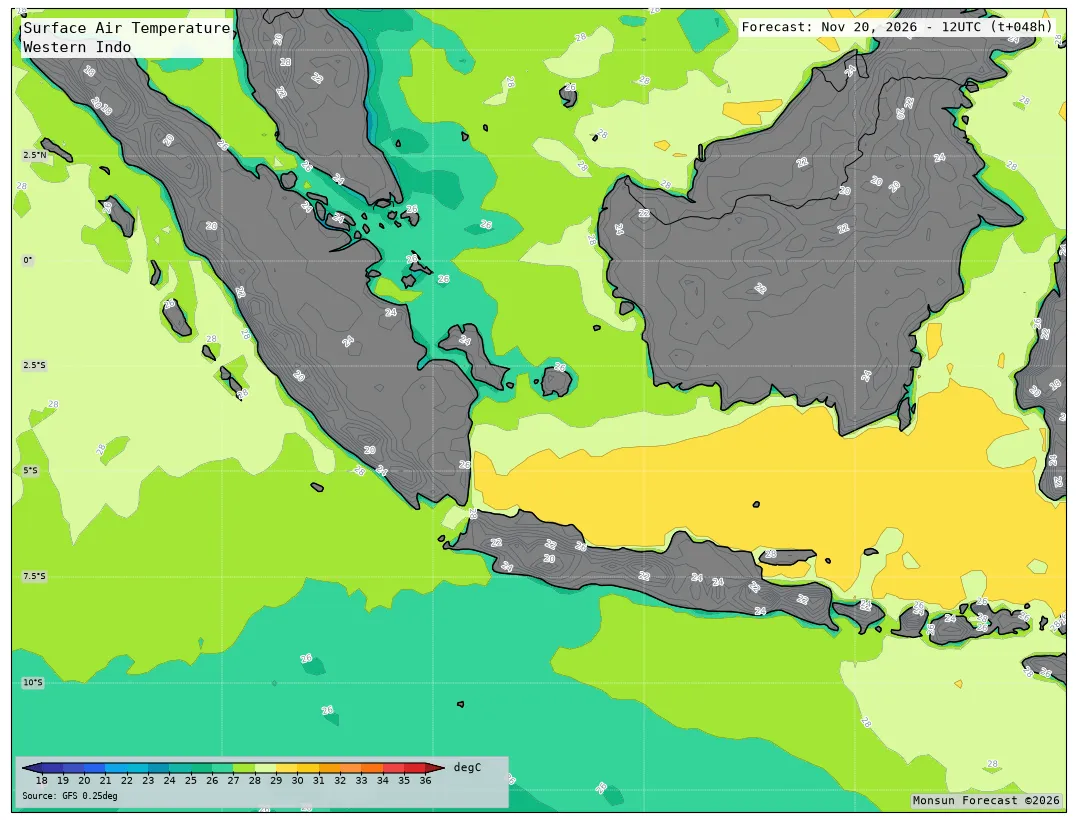 Surface Air Temperature
Western Indo
Forecast: Nov 20, 2026 - 12UTC (t+048h)
2.5°N
0°
2.5°S
5°S
7.5°S
10°S
18 19 20 21 22 23 24 25 26 27 28 29 30 31 32 33 34 35 36
degC
Source: GFS 0.25deg
Monsun Forecast ©2026